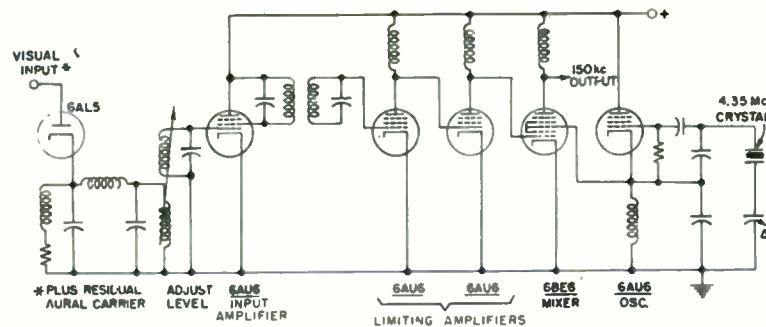 +
VISUAL
INPUT *
6AL5
150kc
OUTPUT
4.35 Mc
CRYSTAL
* PLUS RESIDUAL
AURAL CARRIER
ADJUST
LEVEL
6AU6
INPUT
AMPLIFIER
6AU6
6AU6
LIMITING AMPLIFIERS
6BE6
MIXER
6AU6
OSC.